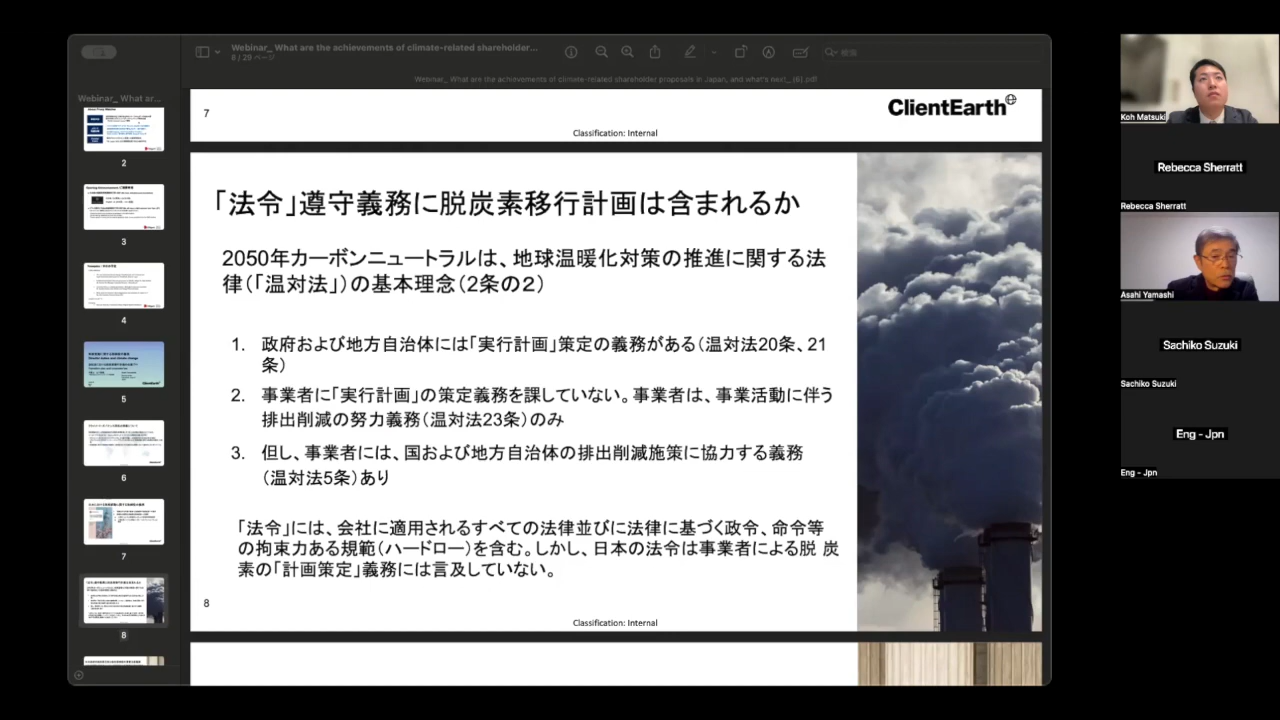 Webinar_ What are the achievements of climate-related shareholder...
8 / 29 ページ
検索
Webinar_ What are the achievements of climate-related shareholder proposals in Japan, and what's next_ (6).pdf
Webinar_ What ar...
2
3
4
5
6
7
8
7
ClientEarth
Classification: Internal
「法令」遵守義務に脱炭素移行計画は含まれるか
2050年カーボンニュートラルは、地球温暖化対策の推進に関する法
律(「温対法」)の基本理念(2条の2)
1. 政府および地方自治体には「実行計画」策定の義務がある(温対法20条、21
条)
2. 事業者に「実行計画」の策定義務を課していない。事業者は、事業活動に伴う
排出削減の努力義務(温対法23条)のみ
3. 但し、事業者には、国および地方自治体の排出削減施策に協力する義務
(温対法5条)あり
「法令」には、会社に適用されるすべての法律並びに法律に基づく政令、命令等
の拘束力ある規範(ハードロー)を含む。しかし、日本の法令は事業者による脱 炭
素の「計画策定」義務には言及していない。
8
Classification: Internal
Koh Matsuki
Rebecca Sherratt
Rebecca Sherratt
Asahi Yamashi
Sachiko Suzuki
Sachiko Suzuki
Eng - Jpn
Eng - Jpn